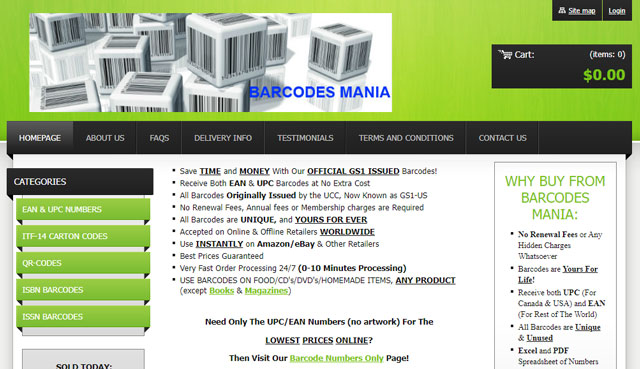 Site map
Login
Cart:
(items: 0)
$0.00
BARCODES MANIA
HOMEPAGE
ABOUT US
FAQS
DELIVERY INFO
TESTIMONIALS
TERMS AND CONDITIONS
CONTACT US
CATEGORIES
EAN & UPC NUMBERS
ITF-14 CARTON CODES
QR-CODES
ISBN BARCODES
ISSN BARCODES
SOLD TODAY:
Save TIME and MONEY With Our OFFICIAL GS1 ISSUED Barcodes!
Receive Both EAN & UPC Barcodes at No Extra Cost
All Barcodes Originally Issued by the UCC, Now Known as GS1-US
No Renewal Fees, Annual fees or Membership charges are Required
All Barcodes are UNIQUE, and YOURS FOR EVER
Accepted on Online & Offline Retailers WORLDWIDE
Use INSTANTLY on Amazon/eBay & Other Retailers
Best Prices Guaranteed
Very Fast Order Processing 24/7 (0-10 Minutes Processing)
USE BARCODES ON FOOD/CD's/DVD's/HOMEMADE ITEMS, ANY PRODUCT
(except Books & Magazines)
Need Only The UPC/EAN Numbers (no artwork) For The
LOWEST PRICES ONLINE?
Then Visit Our Barcode Numbers Only Page!
WHY BUY FROM
BARCODES
MANIA:
No Renewal Fees or Any
Hidden Charges
Whatsoever
Barcodes are Yours For
Life!
Receive both UPC (For
Canada & USA) and EAN
(For Rest of The World)
All Barcodes are Unique
& Unused
Excel and PDF
Spreadsheet of Numbers